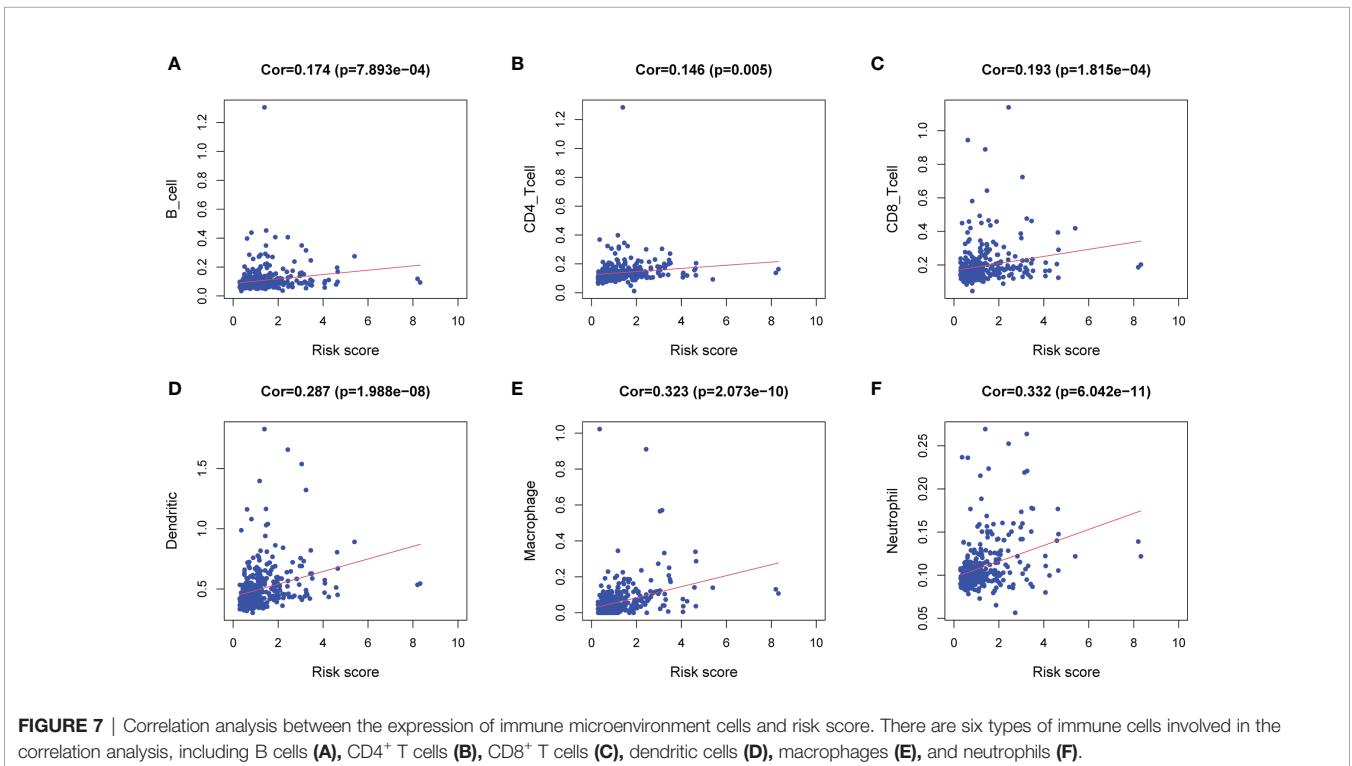 A
Cor=0.174 (p=7.893e−04)
B_cell
0.0 0.2 0.4 0.6 0.8 1.0 1.2
0 2 4 6 8 10
Risk score
B
Cor=0.146 (p=0.005)
CD4_Tcell
0.0 0.2 0.4 0.6 0.8 1.0 1.2
0 2 4 6 8 10
Risk score
C
Cor=0.193 (p=1.815e−04)
CD8_Tcell
0.2 0.4 0.6 0.8 1.0
0 2 4 6 8 10
Risk score
D
Cor=0.287 (p=1.988e−08)
Dendritic
0.5 1.0 1.5
0 2 4 6 8 10
Risk score
E
Cor=0.323 (p=2.073e−10)
Macrophage
0.0 0.2 0.4 0.6 0.8 1.0
0 2 4 6 8 10
Risk score
F
Cor=0.332 (p=6.042e−11)
Neutrophil
0.05 0.10 0.15 0.20 0.25
0 2 4 6 8 10
Risk score
FIGURE 7 | Correlation analysis between the expression of immune microenvironment cells and risk score. There are six types of immune cells involved in the
correlation analysis, including B cells (A), CD4+ T cells (B), CD8+ T cells (C), dendritic cells (D), macrophages (E), and neutrophils (F).